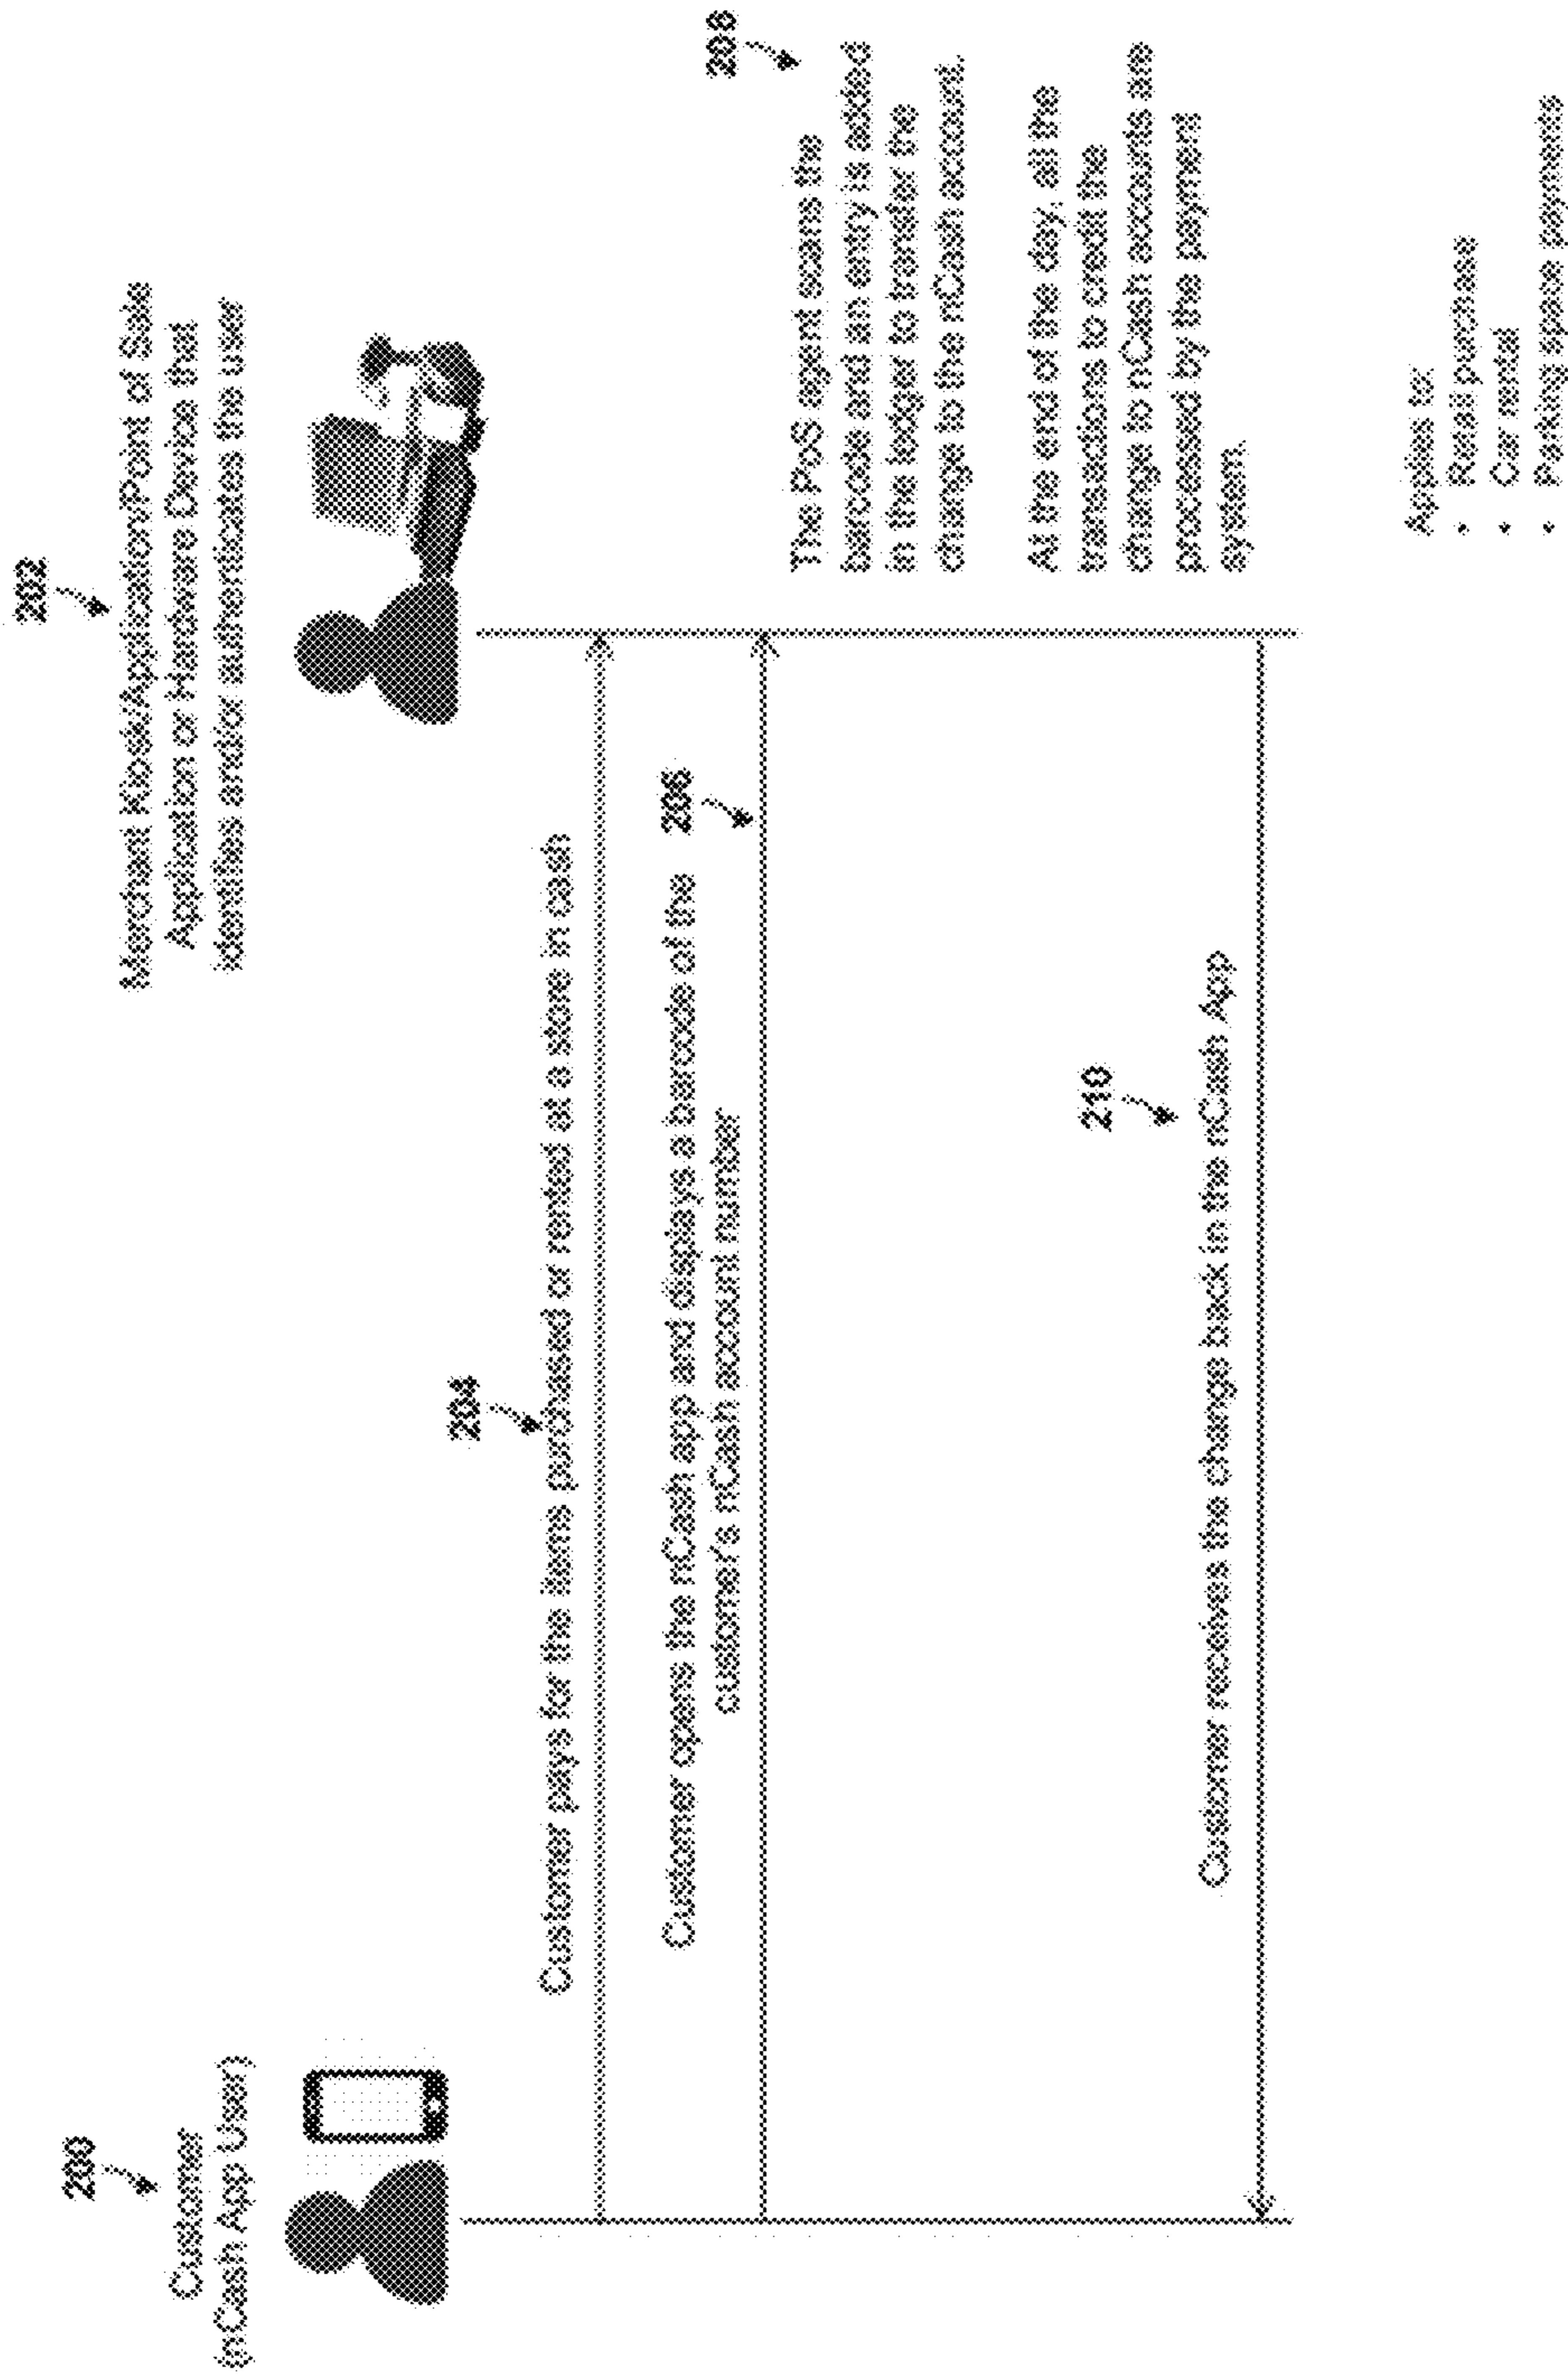 200
Customer
(nCash App User)
202
Merchant Kiosk/Application/Point of Sale
Application or Hardware Device that
identifies and/or authenticates the user
204
Customer pays for the items purchased or rented at a store in cash
206
Customer opens the nCash app and displays a barcode of the
customer's nCash account number
208
The PoS agent scans the
barcode and an entry is added
in the ledger to transfer the
change to the nCash account.
At the end of the day, all the
transactions to credit the
change to nCash accounts are
processed by the payment
system.
210
Customer receives the change back in the nCash App
Applies to:
• Retail purchase
• Car rental
• Parking space payments